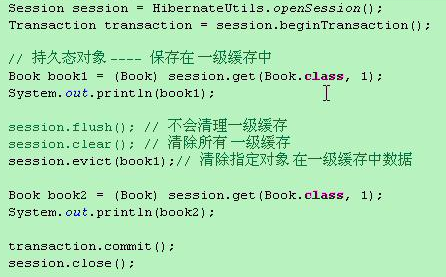 Session session = HibernateUtils.openSession();
Transaction transaction = session.beginTransaction();
// 持久态对象 ---- 保存在 一级缓存中
Book book1 = (Book) session.get(Book.class, 1);
System.out.println(book1);
session.flush(); // 不会清理一级缓存
session.clear(); // 清除所有 一级缓存
session.evict(book1);// 清除指定对象 在一级缓存中数据
Book book2 = (Book) session.get(Book.class, 1);
System.out.println(book2);
transaction.commit();
session.close();